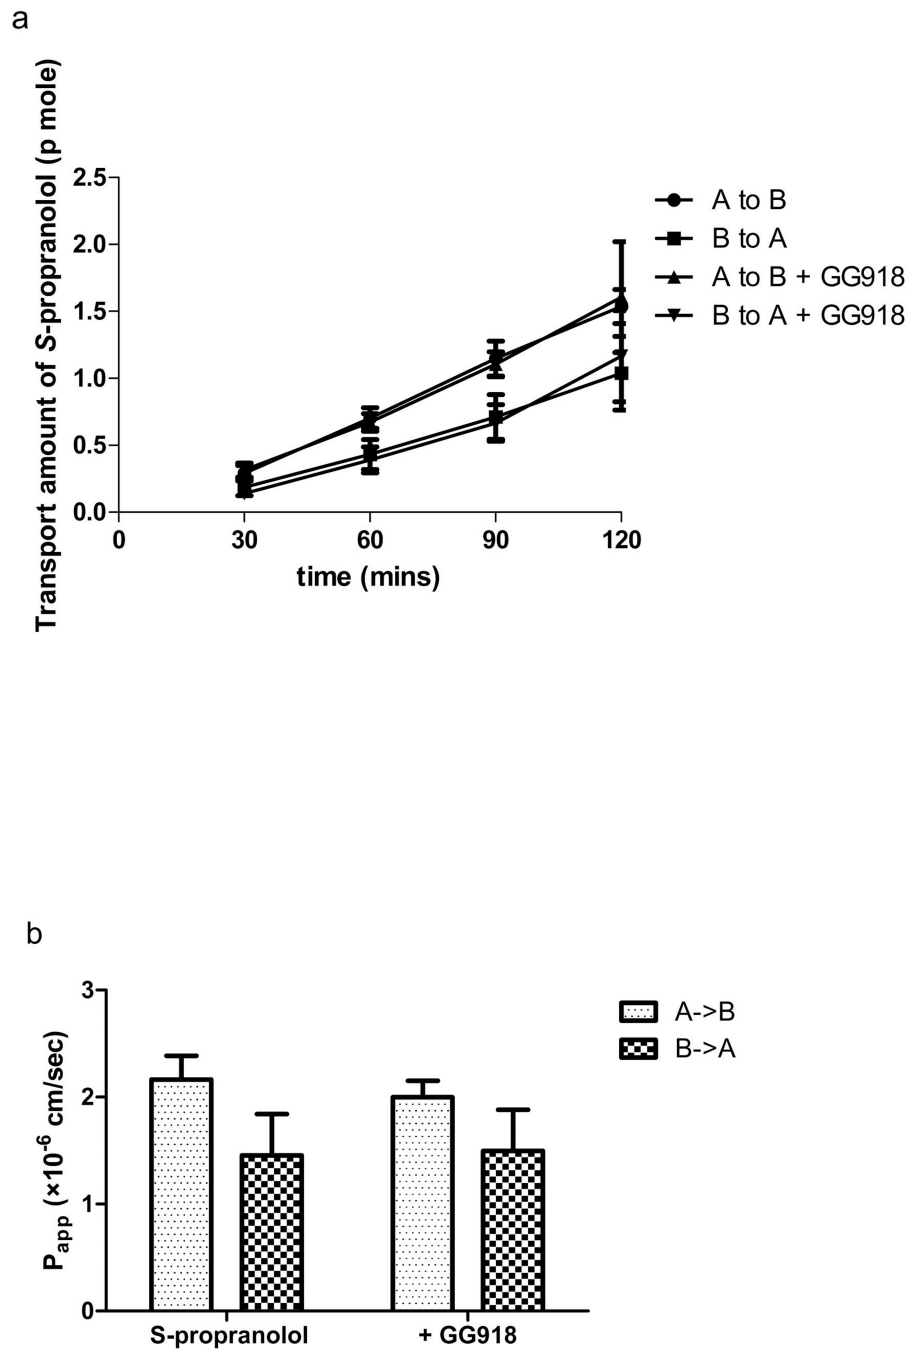 a
Transport amount of S-propranolol (p mole)
2.5
2.0
1.5
1.0
0.5
0.0
0 30 60 90 120
time (mins)
A to B
B to A
A to B + GG918
B to A + GG918
b
Papp (×10-6 cm/sec)
3
2
1
0
S-propranolol + GG918
A->B
B->A